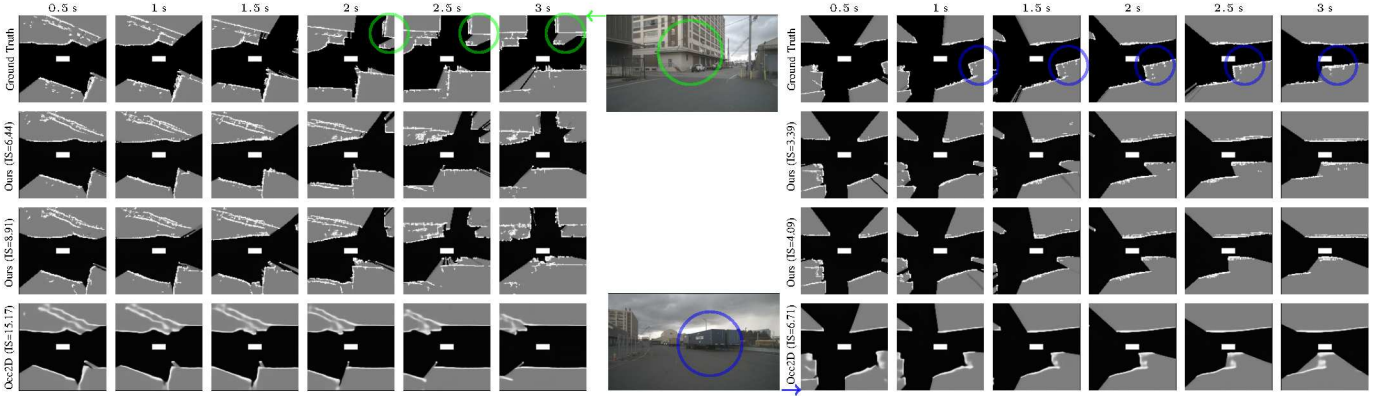 0.5 s 1 s 1.5 s 2 s 2.5 s 3 s
Ground Truth
Ours (IS=6.44)
Ours (IS=8.91)
Occ2D (IS=15.17)
0.5 s 1 s 1.5 s 2 s 2.5 s 3 s
Ground Truth
Ours (IS=3.39)
Ours (IS=4.09)
Occ2D (IS=6.71)